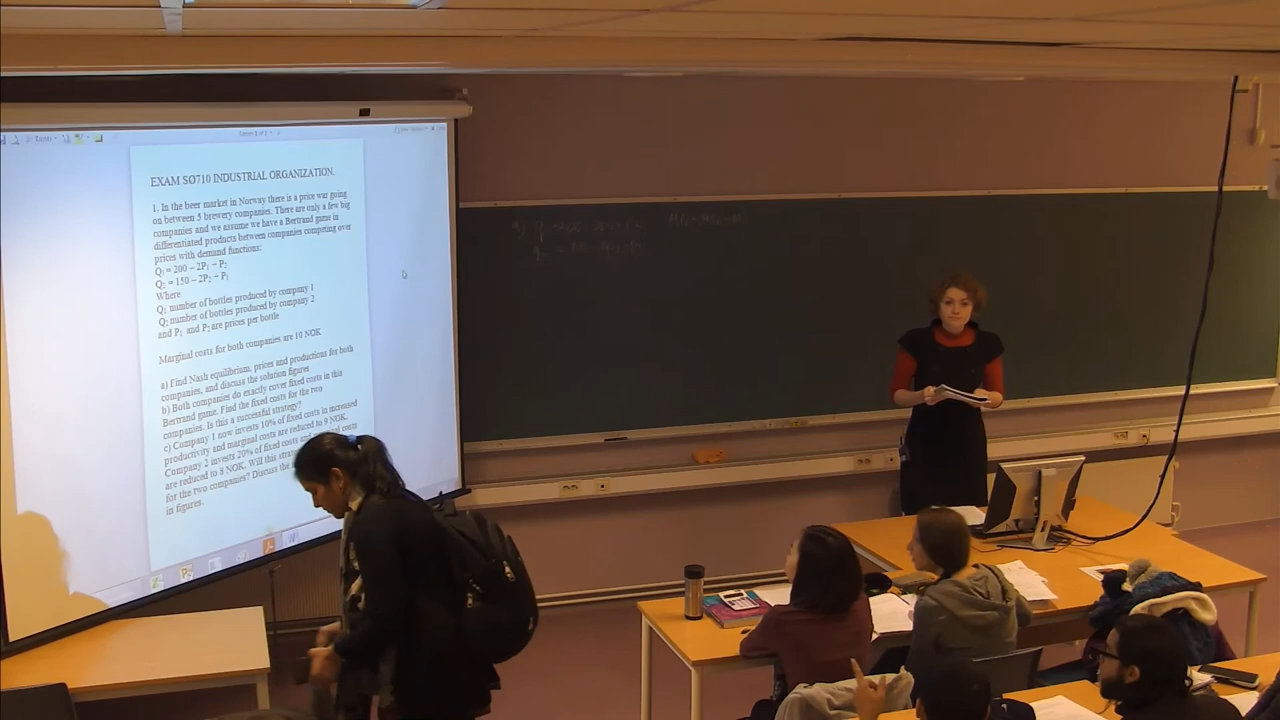 EXAM SØ710 INDUSTRIAL ORGANIZATION.
1. In the beer market in Norway there is a price war going
on between 5 brewery companies. There are only a few big
companies and we assume we have a Bertrand game in
differentiated products between companies competing over
prices with demand functions:
Q₁ = 200 – 2P₁ – P₂
Q₂ = 150 – 2P₂ – P₁
Where
Q₁ number of bottles produced by company 1
Q₂ number of bottles produced by company 2
and P₁ and P₂ are prices per bottle
Marginal costs for both companies are 10 NOK
a) Find Nash equilibrium, prices and productions for both
companies, and discuss the solution figures
b) Both companies do exactly cover fixed costs in this
Bertrand game. Find the fixed costs for the two
companies. Is this a successful strategy?
c) Company 1 now invests 10% of fixed costs in increased
productivity and marginal costs are reduced to 9 NOK.
Company 2 invests 20% of fixed costs and costs
are reduced to 8 NOK. Will this
for the two companies? Discuss the
in figures.